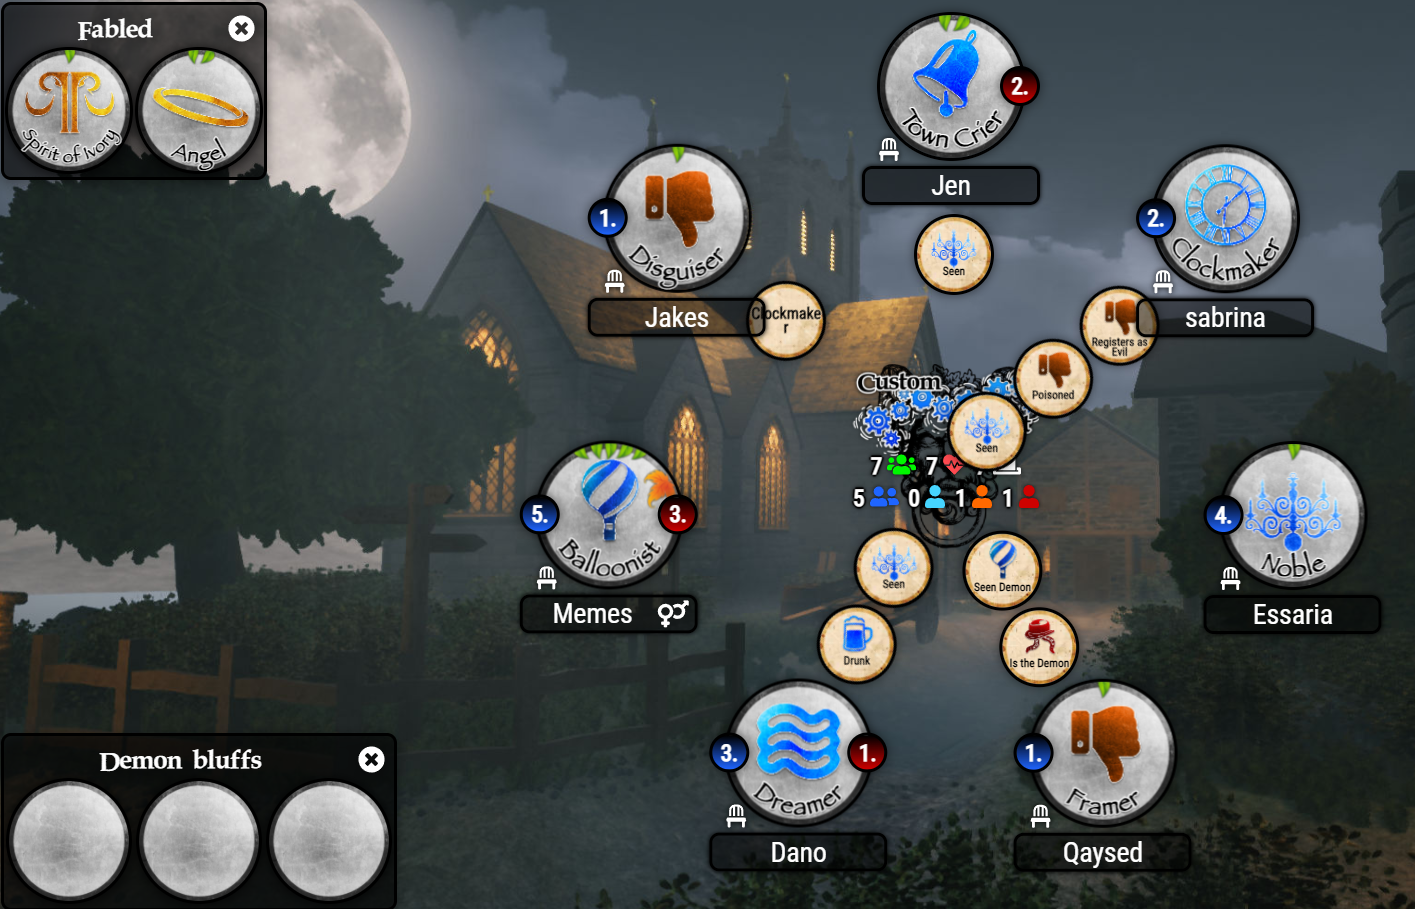 Fabled
Spirit of Ivory
Angel
Town Crier
2.
Jen
Seen
Disguiser
1.
Jakes
Clockmake
r
Clockmaker
2.
sabrina
Registers as
Evil
Poisoned
Custom
Seen
7 7
5 0 1 1
Balloonist
5.
3.
Memes
Noble
4.
Essaria
Seen
Seen Demon
Drunk
Is the Demon
Dreamer
3.
1.
Dano
Framer
1.
Qaysed
Demon bluffs